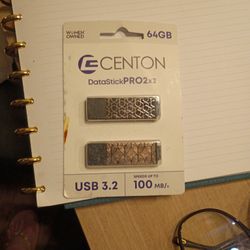 WOMEN
OWNED
64GB
CENTON
DataStickPRO2x2
USB 3.2
SPEEDS UP TO
100 MB/s